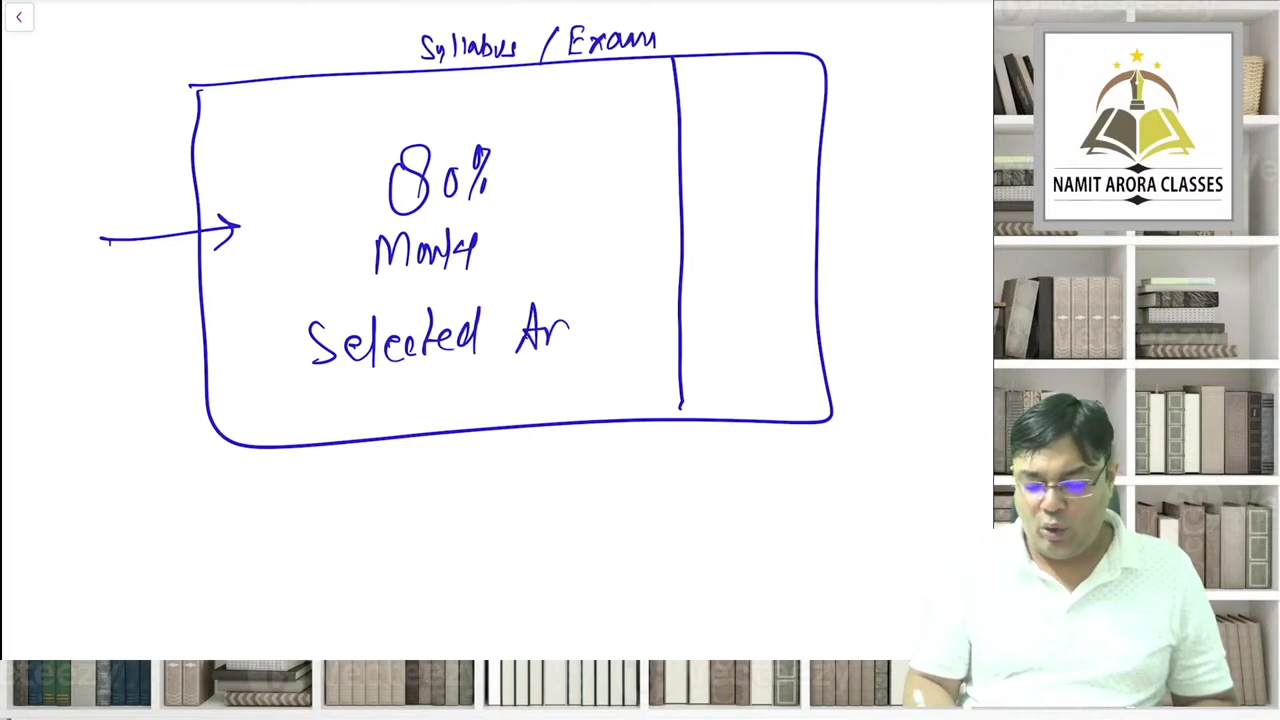 Syllabus / Exam
80%
Marks
Selected Ar
NAMIT ARORA CLASSES